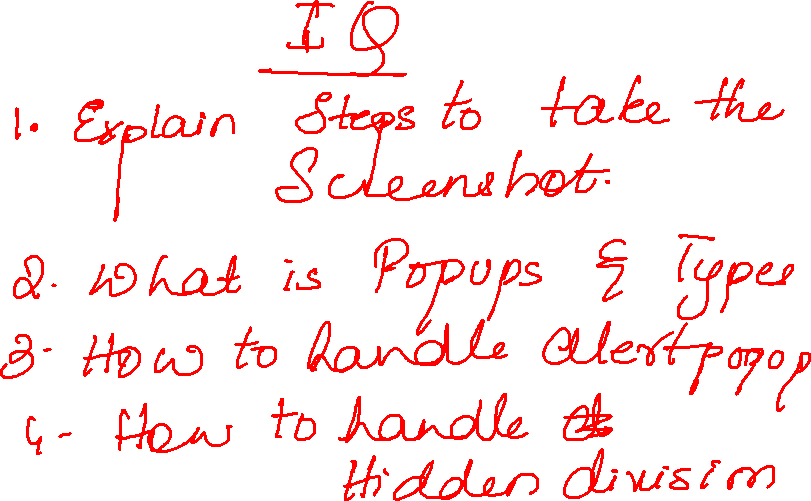 IQ
1. Explain Steps to take the
Screenshot.
2. What is Popups & Types
3. How to handle alert popup
4- How to handle
Hidden division